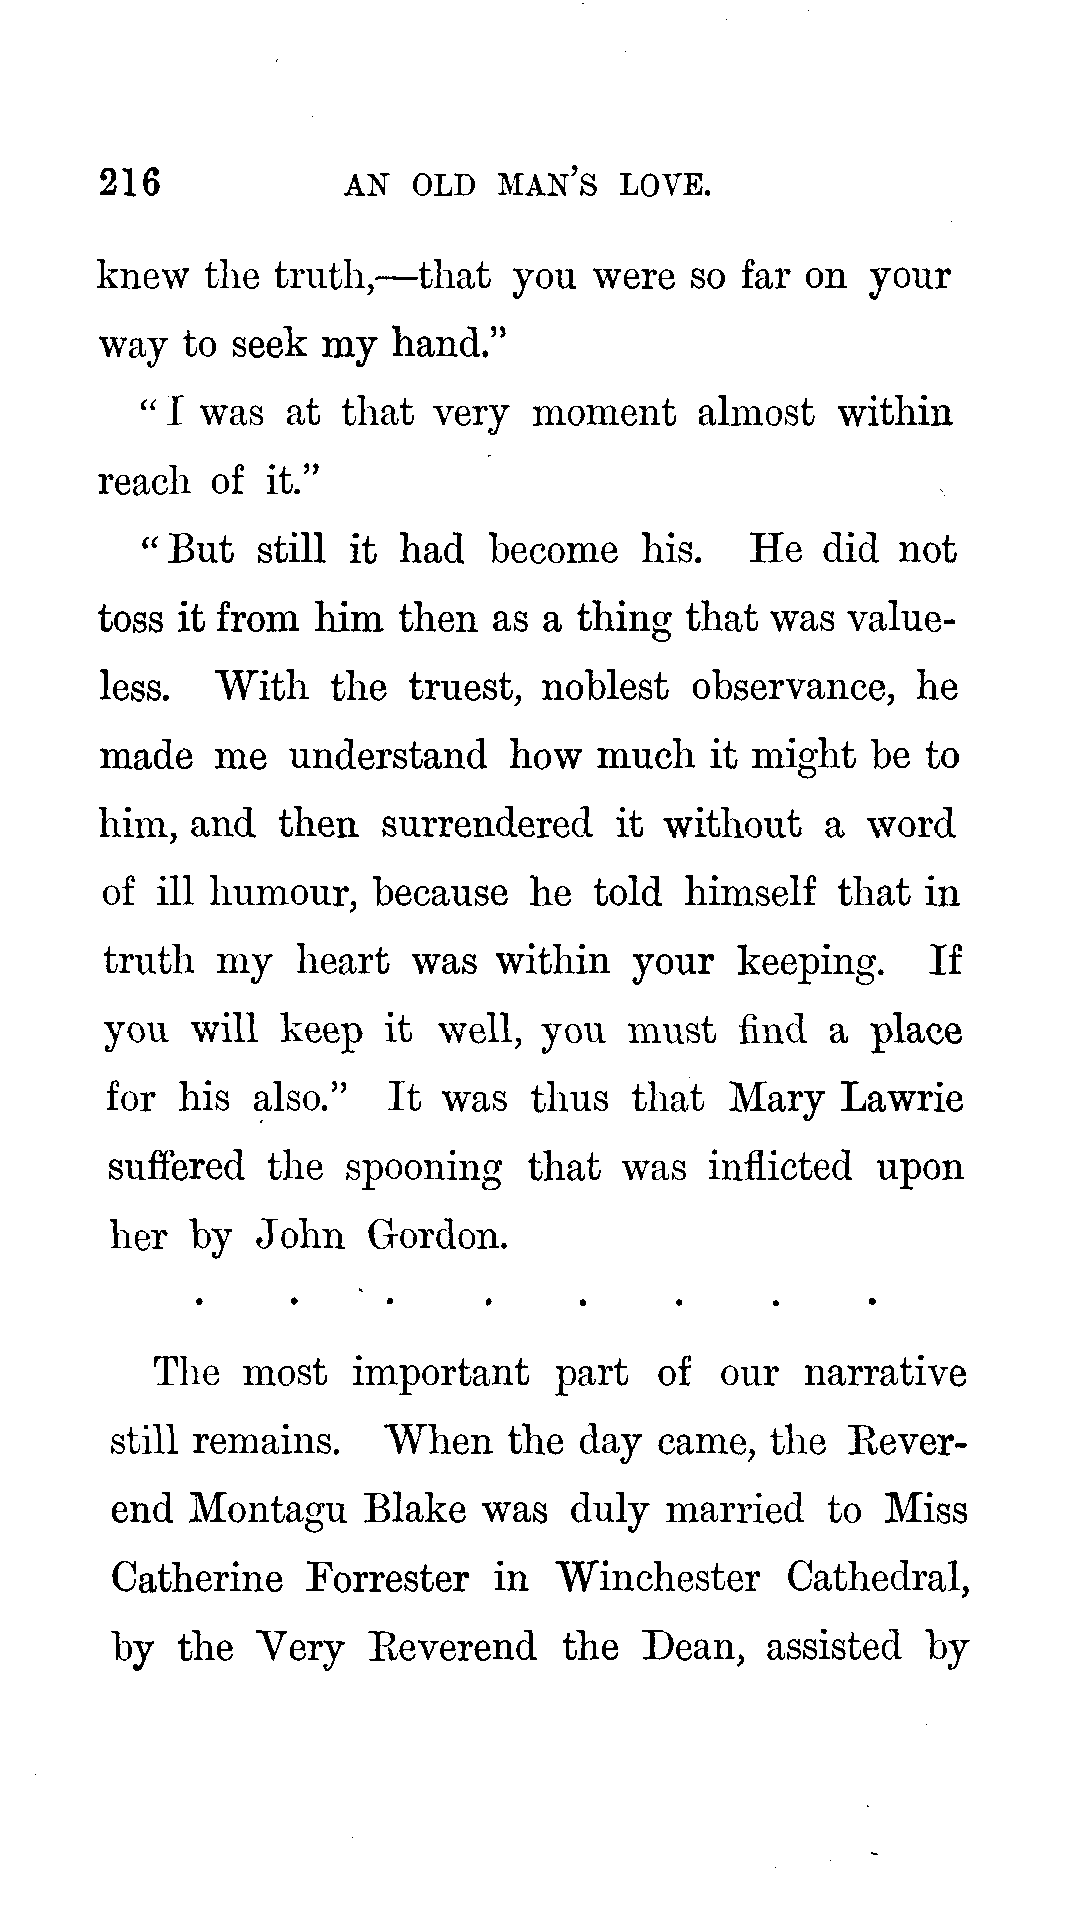 216 AN OLD MAN'S LOVE.
knew the truth,—that you were so far on your
way to seek my hand."
"I was at that very moment almost within
reach of it."
"But still it had become his. He did not
toss it from him then as a thing that was value-
less. With the truest, noblest observance, he
made me understand how much it might be to
him, and then surrendered it without a word
of ill humour, because he told himself that in
truth my heart was within your keeping. If
you will keep it well, you must find a place
for his also." It was thus that Mary Lawrie
suffered the spooning that was inflicted upon
her by John Gordon.
. . . . . . . .
The most important part of our narrative
still remains. When the day came, the Rever-
end Montagu Blake was duly married to Miss
Catherine Forrester in Winchester Cathedral,
by the Very Reverend the Dean, assisted by